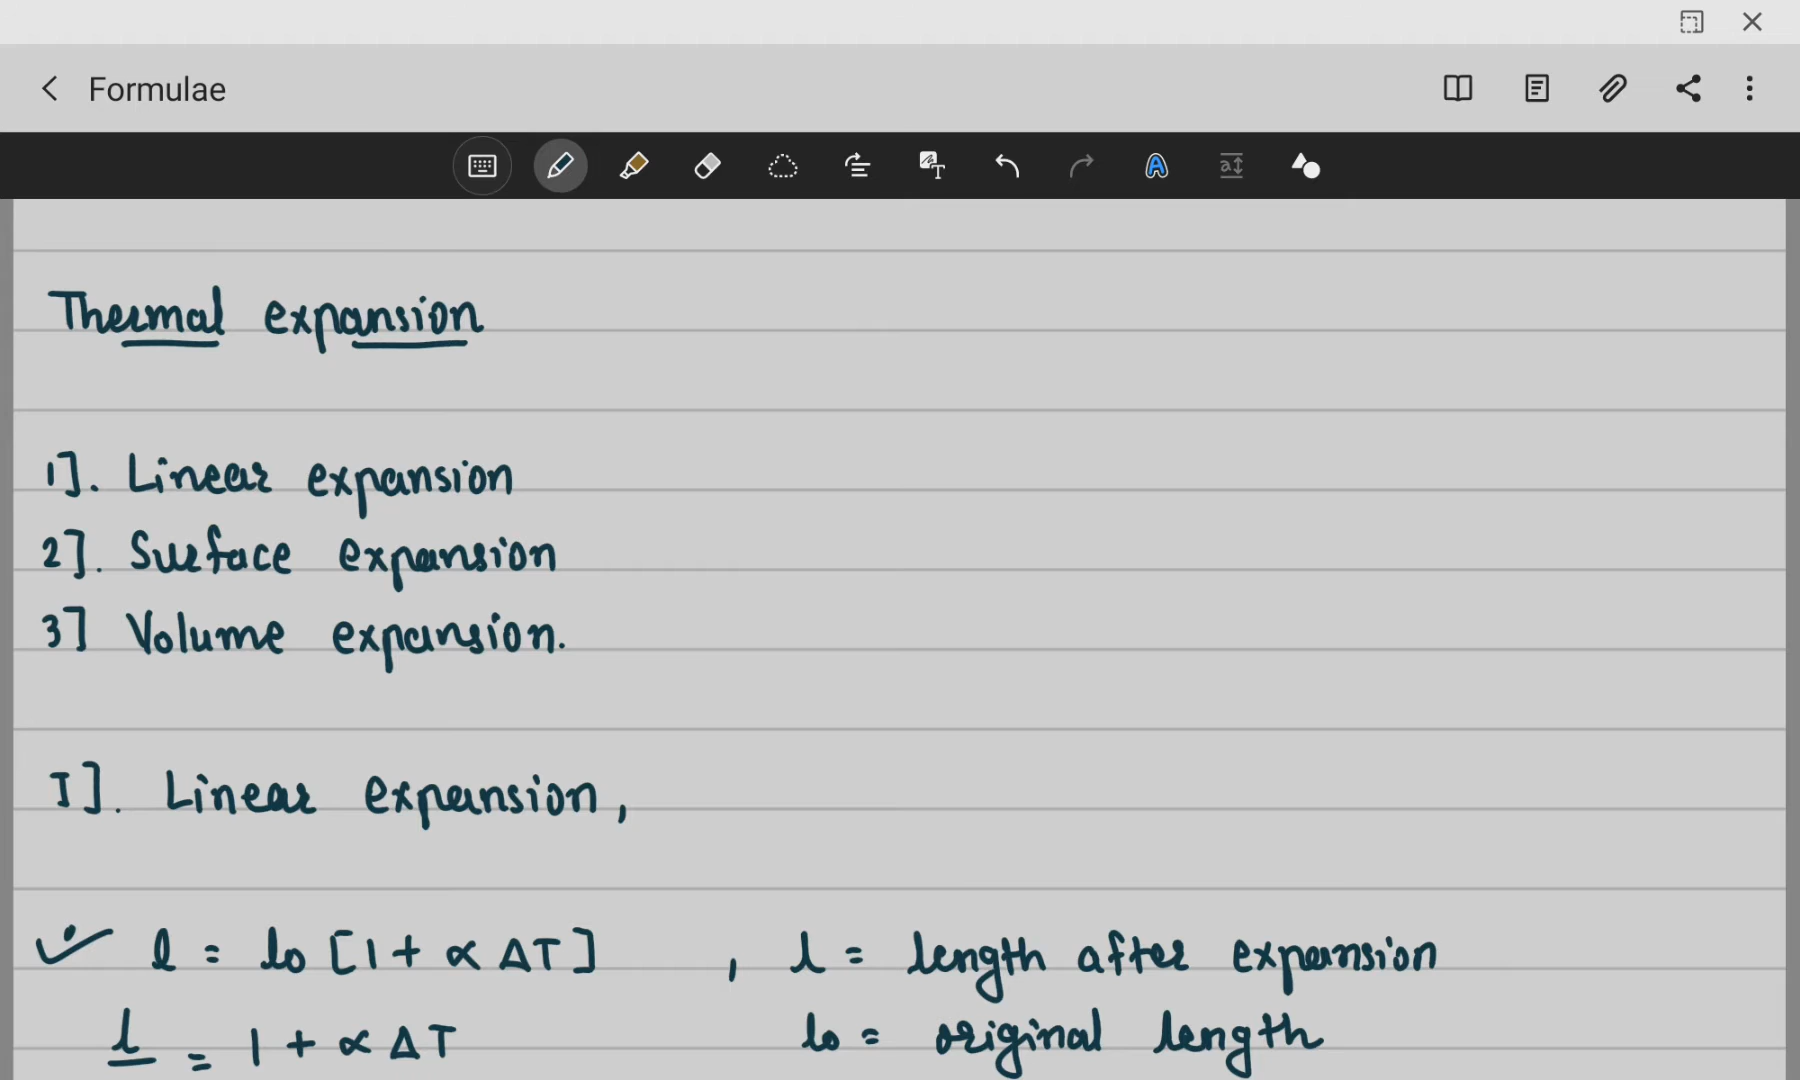 Formulae
Thermal expansion
1]. Linear expansion
2]. Surface expansion
3] Volume expansion.
I]. Linear expansion,
l = lo [1 + ∝ ΔT] , l = length after expansion
l = 1 + ∝ ΔT lo = original length